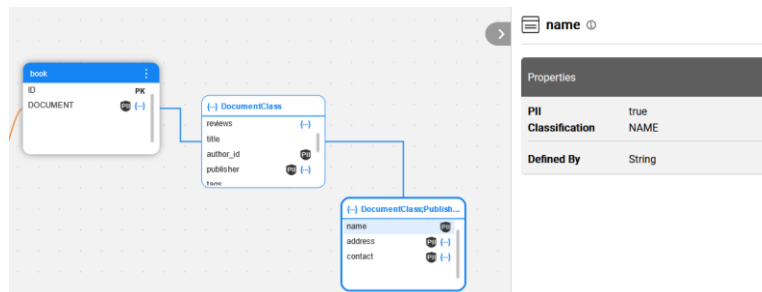 book
ID PK
DOCUMENT PII {--}
{--} DocumentClass
reviews {--}
title
author_id PII
publisher PII {--}
tags
{--} DocumentClass;Publish...
name PII
address PII {--}
contact PII {--}
name
Properties
PII true
Classification NAME
Defined By String